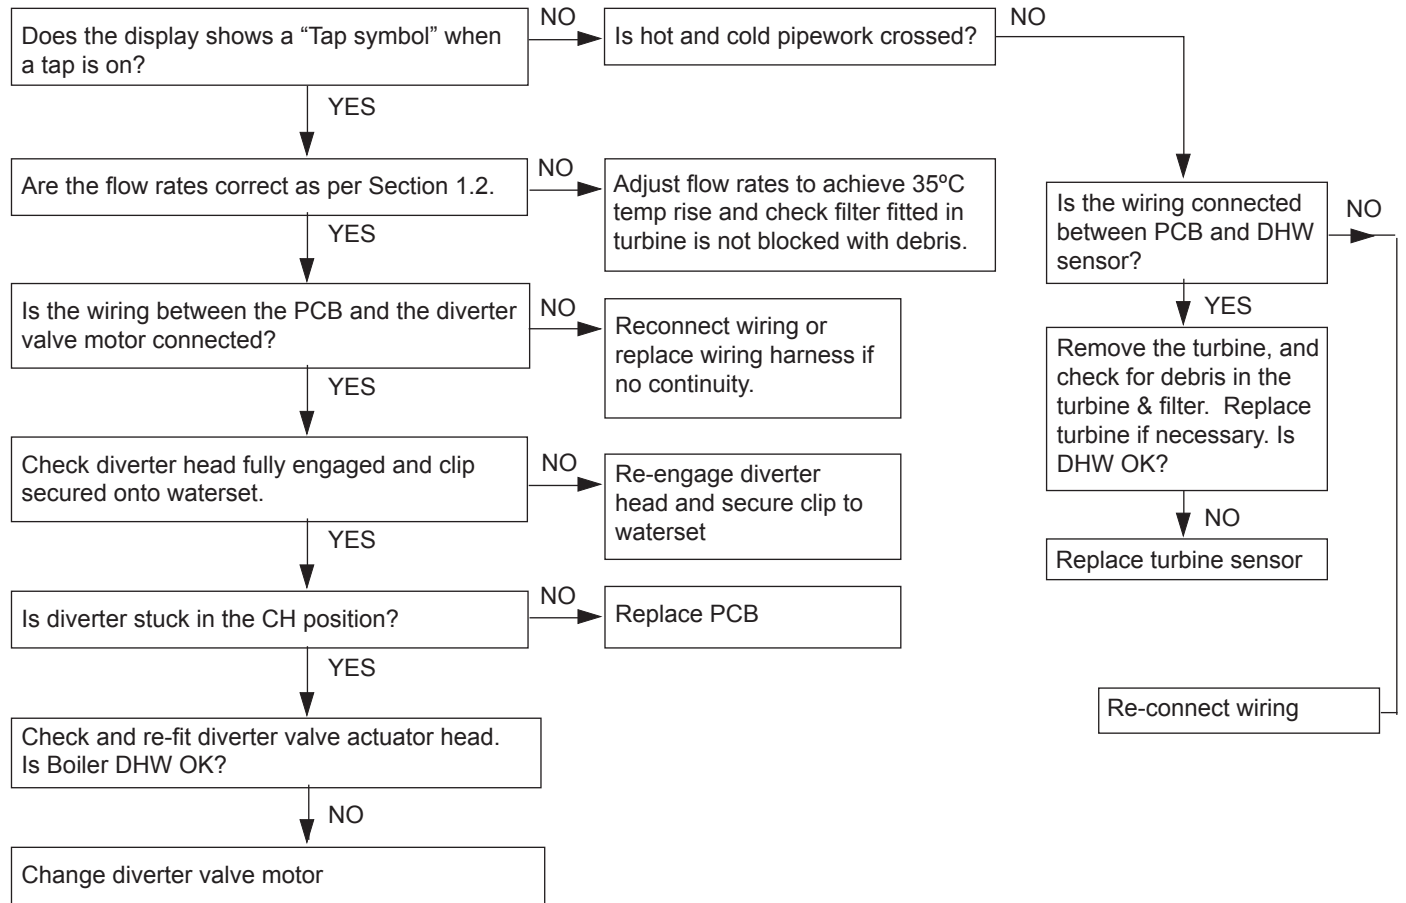 Does the display shows a “Tap symbol” when
a tap is on?
NO
Is hot and cold pipework crossed?
NO
YES
Are the flow rates correct as per Section 1.2.
NO
Adjust flow rates to achieve 35ºC
temp rise and check filter fitted in
turbine is not blocked with debris.
Is the wiring connected
between PCB and DHW
sensor?
NO
YES
Is the wiring between the PCB and the diverter
valve motor connected?
NO
Reconnect wiring or
replace wiring harness if
no continuity.
YES
Remove the turbine, and
check for debris in the
turbine & filter.  Replace
turbine if necessary. Is
DHW OK?
YES
Check diverter head fully engaged and clip
secured onto waterset.
NO
Re-engage diverter
head and secure clip to
waterset
NO
Replace turbine sensor
YES
Is diverter stuck in the CH position?
NO
Replace PCB
YES
Re-connect wiring
Check and re-fit diverter valve actuator head.
Is Boiler DHW OK?
NO
Change diverter valve motor